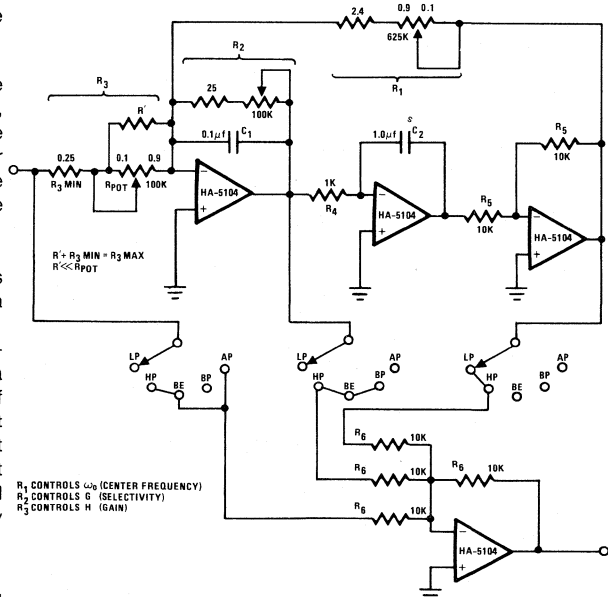 2.4
0.9 0.1
625K
R1
R2
25
100K
0.1μf C1
R3
R'
0.25
R3 MIN
0.1 0.9
RPOT 100K
−
HA-5104
+
R' + R3 MIN = R3 MAX
R'<<RPOT
1K
R4
s
1.0μf C2
−
HA-5104
+
R5
10K
R5
10K
−
HA-5104
+
LP
HP
BE
BP
AP
LP
HP
BE
BP
AP
LP
HP
BE
BP
AP
R6 10K
R6 10K
R6 10K
R6 10K
−
HA-5104
+
R1 CONTROLS ω0 (CENTER FREQUENCY)
R2 CONTROLS G (SELECTIVITY)
R3 CONTROLS H (GAIN)